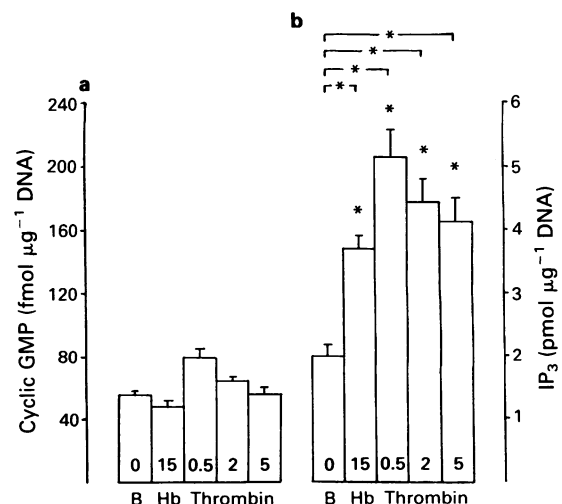 b
* 
*
*
*
a
240
200
160
120
80
40
Cyclic GMP (fmol μg⁻¹ DNA)
0 15 0.5 2 5
B Hb Thrombin
*
*
*
*
0 15 0.5 2 5
B Hb Thrombin
6
5
4
3
2
1
IP₃ (pmol μg⁻¹ DNA)